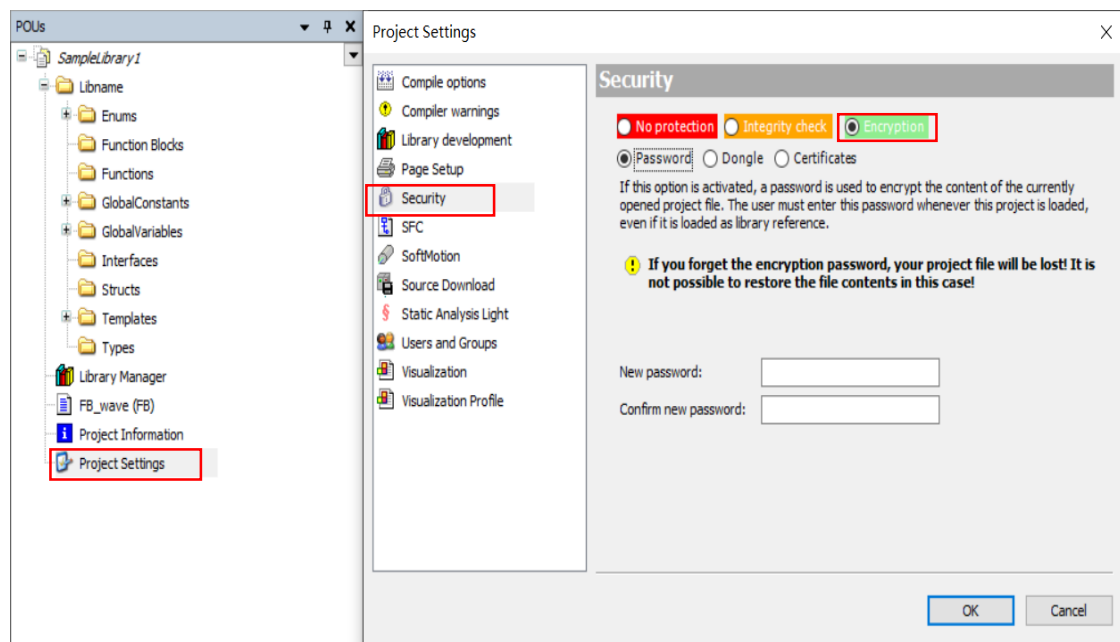 POUs
SampleLibrary1
Libname
Enums
Function Blocks
Functions
GlobalConstants
GlobalVariables
Interfaces
Structs
Templates
Types
Library Manager
FB_wave (FB)
Project Information
Project Settings
Project Settings
Compile options
Compiler warnings
Library development
Page Setup
Security
SFC
SoftMotion
Source Download
Static Analysis Light
Users and Groups
Visualization
Visualization Profile
Security
No protection Integrity check Encryption
Password Dongle Certificates
If this option is activated, a password is used to encrypt the content of the currently
opened project file. The user must enter this password whenever this project is loaded,
even if it is loaded as library reference.
If you forget the encryption password, your project file will be lost! It is
not possible to restore the file contents in this case!
New password:
Confirm new password:
OK Cancel